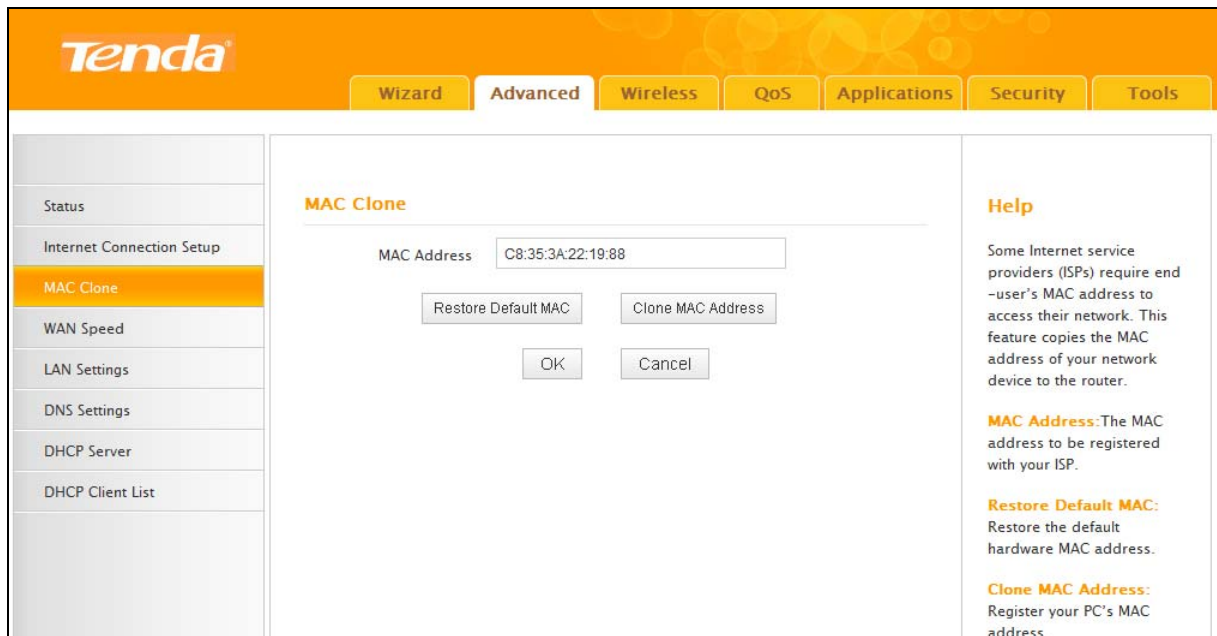 Tenda
Wizard
Advanced
Wireless
QoS
Applications
Security
Tools
Status
Internet Connection Setup
MAC Clone
WAN Speed
LAN Settings
DNS Settings
DHCP Server
DHCP Client List
MAC Clone
MAC Address
C8:35:3A:22:19:88
Restore Default MAC
Clone MAC Address
OK
Cancel
Help
Some Internet service
providers (ISPs) require end
-user's MAC address to
access their network. This
feature copies the MAC
address of your network
device to the router.
MAC Address:The MAC
address to be registered
with your ISP.
Restore Default MAC:
Restore the default
hardware MAC address.
Clone MAC Address:
Register your PC's MAC
address